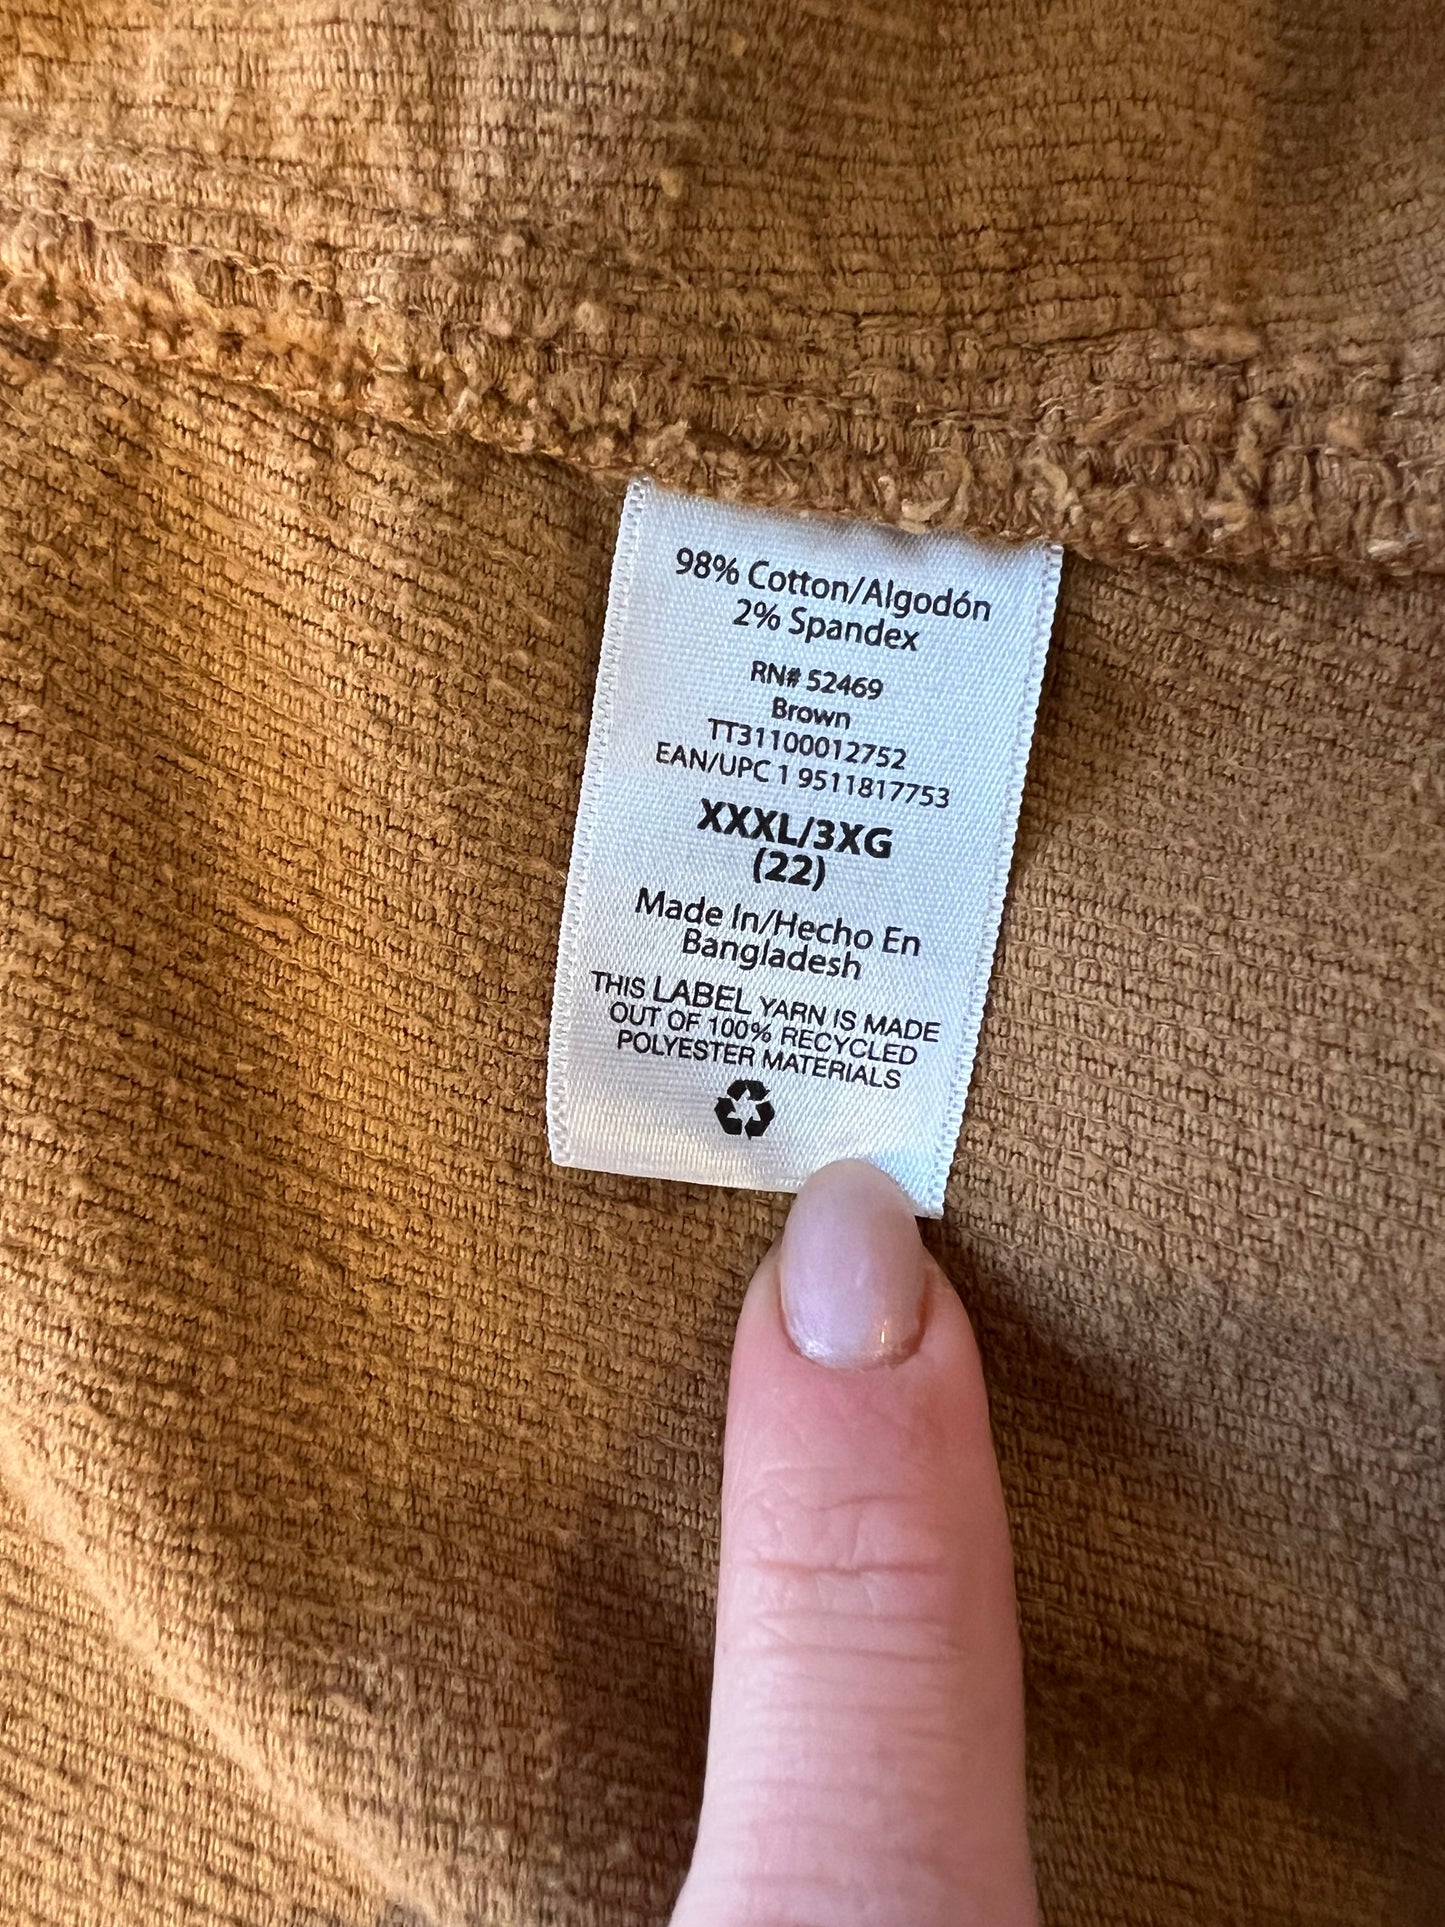 98% Cotton/Algodón
2% Spandex
RN# 52469
Brown
TT31100012752
EAN/UPC 1 9511817753
XXXL/3XG
(22)
Made In/Hecho En
Bangladesh
THIS LABEL YARN IS MADE
OUT OF 100% RECYCLED
POLYESTER MATERIALS